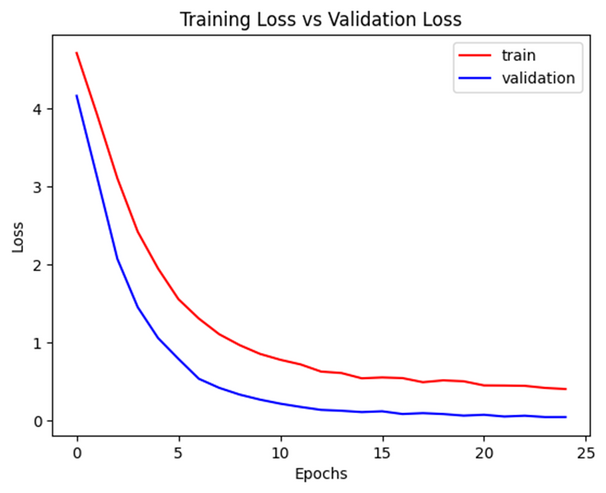 Training Loss vs Validation Loss
train
validation
Loss
4
3
2
1
0
0 5 10 15 20 25
Epochs